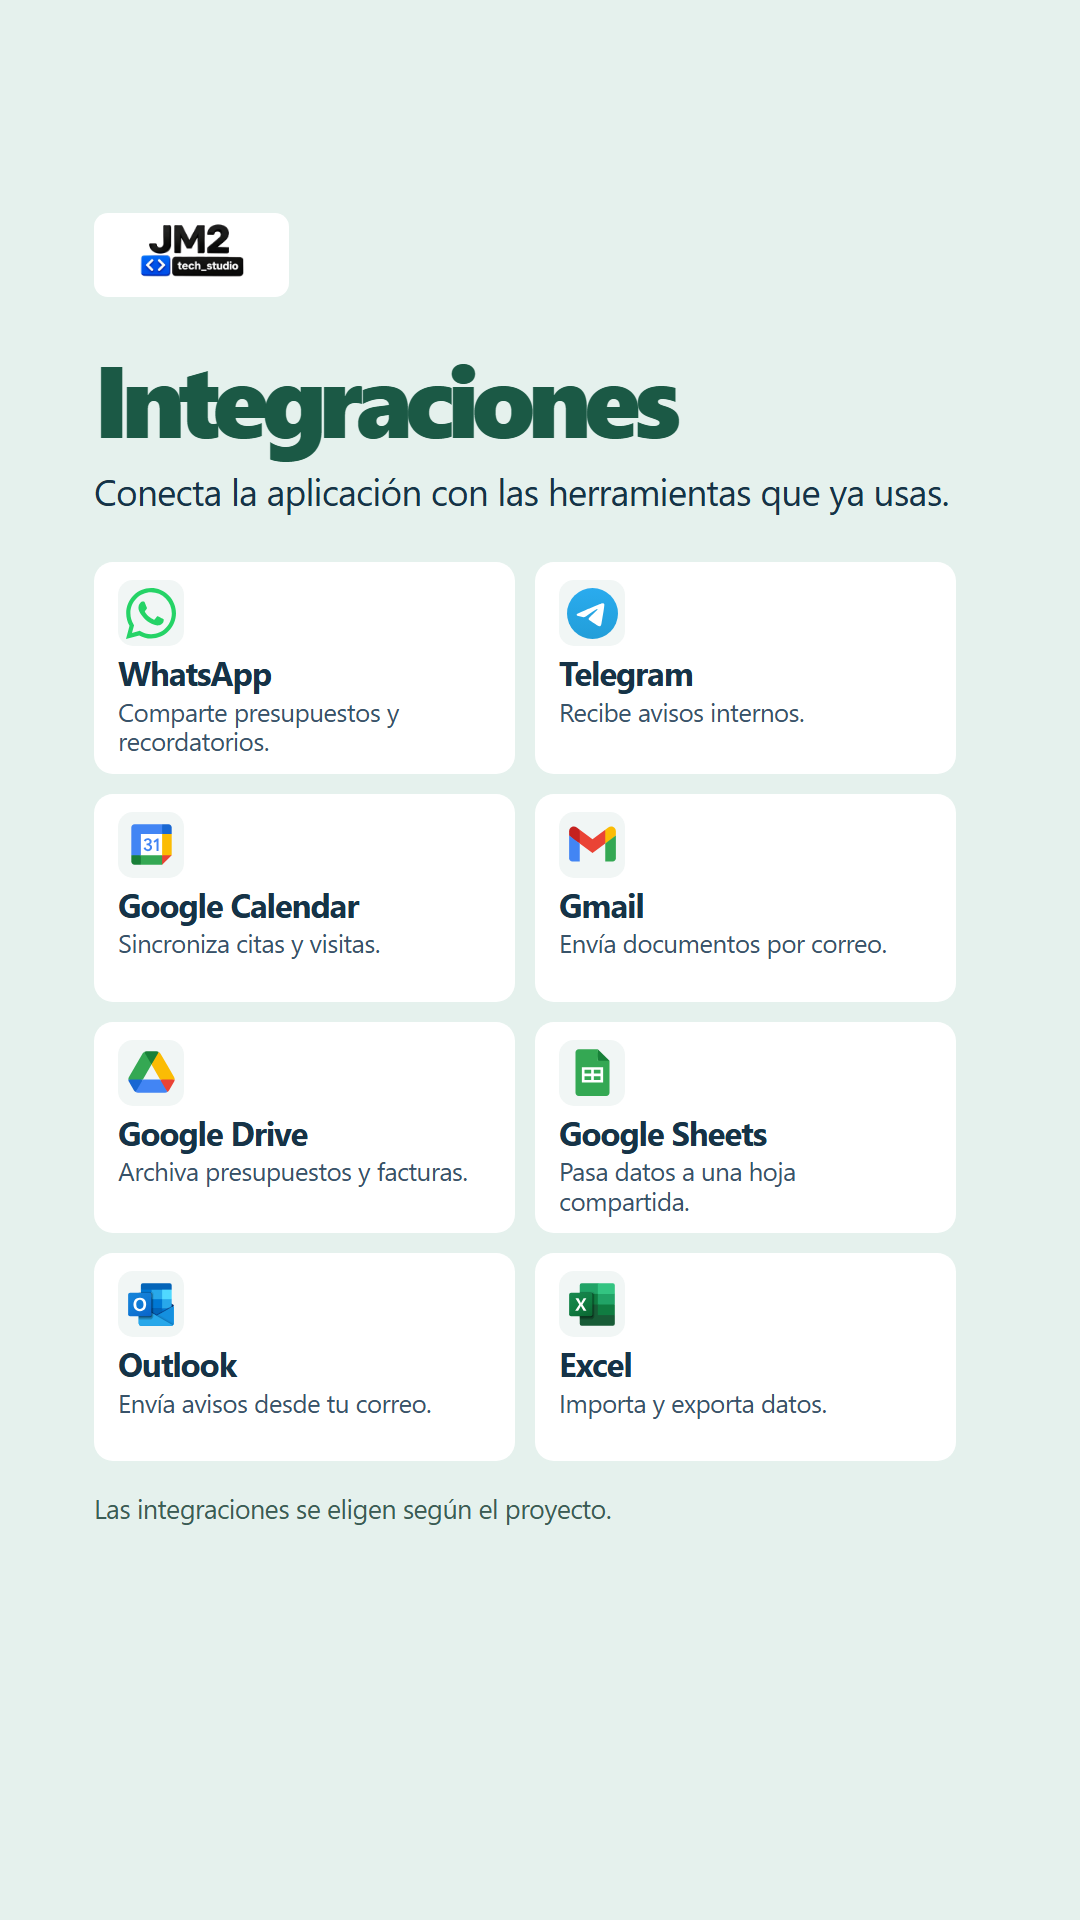 JM2
<> tech_studio
Integraciones
Conecta la aplicación con las herramientas que ya usas.
WhatsApp
Comparte presupuestos y
recordatorios.
Telegram
Recibe avisos internos.
31
Google Calendar
Sincroniza citas y visitas.
Gmail
Envía documentos por correo.
Google Drive
Archiva presupuestos y facturas.
Google Sheets
Pasa datos a una hoja
compartida.
O
Outlook
Envía avisos desde tu correo.
X
Excel
Importa y exporta datos.
Las integraciones se eligen según el proyecto.